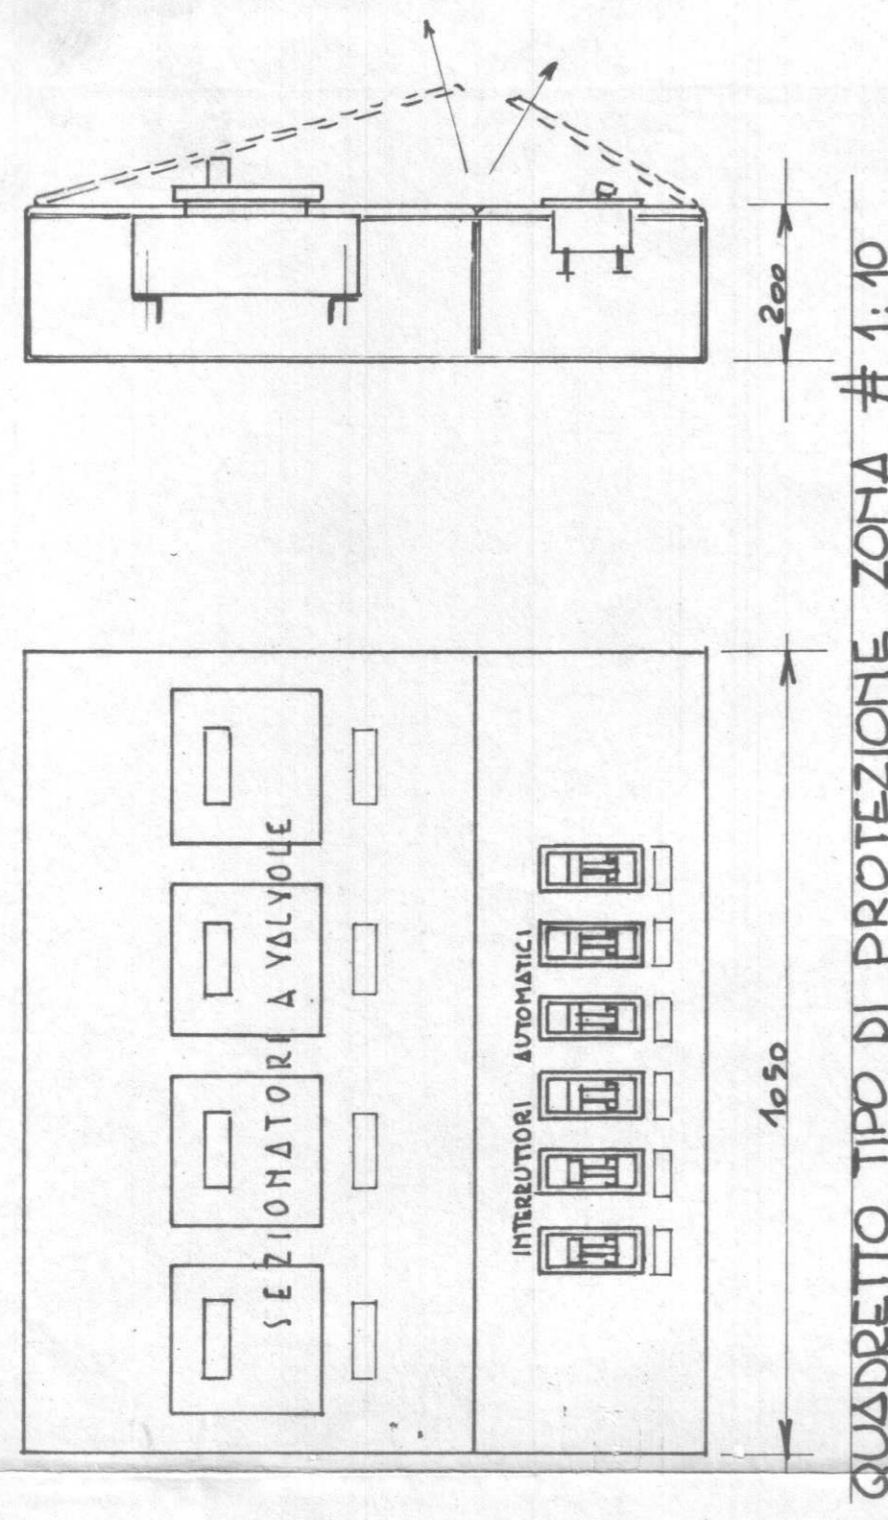 SEZIONATORI A VALVOLE
INTERRUTTORI AUTOMATICI
1050
200
QUADRETTO TIPO DI PROTEZIONE ZONA # 1:10